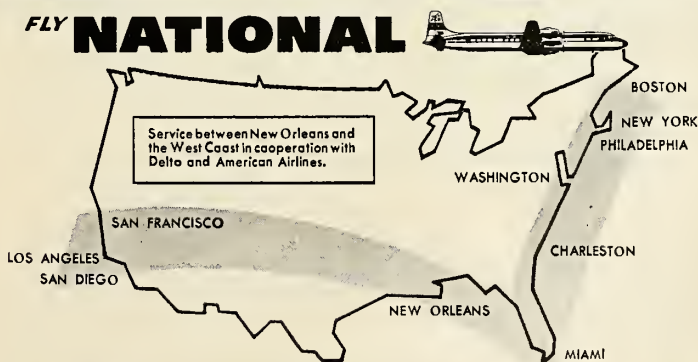 FLY NATIONAL
Service between New Orleans and
the West Coast in cooperation with
Delta and American Airlines.
BOSTON
NEW YORK
PHILADELPHIA
WASHINGTON
SAN FRANCISCO
CHARLESTON
LOS ANGELES
SAN DIEGO
NEW ORLEANS
MIAMI